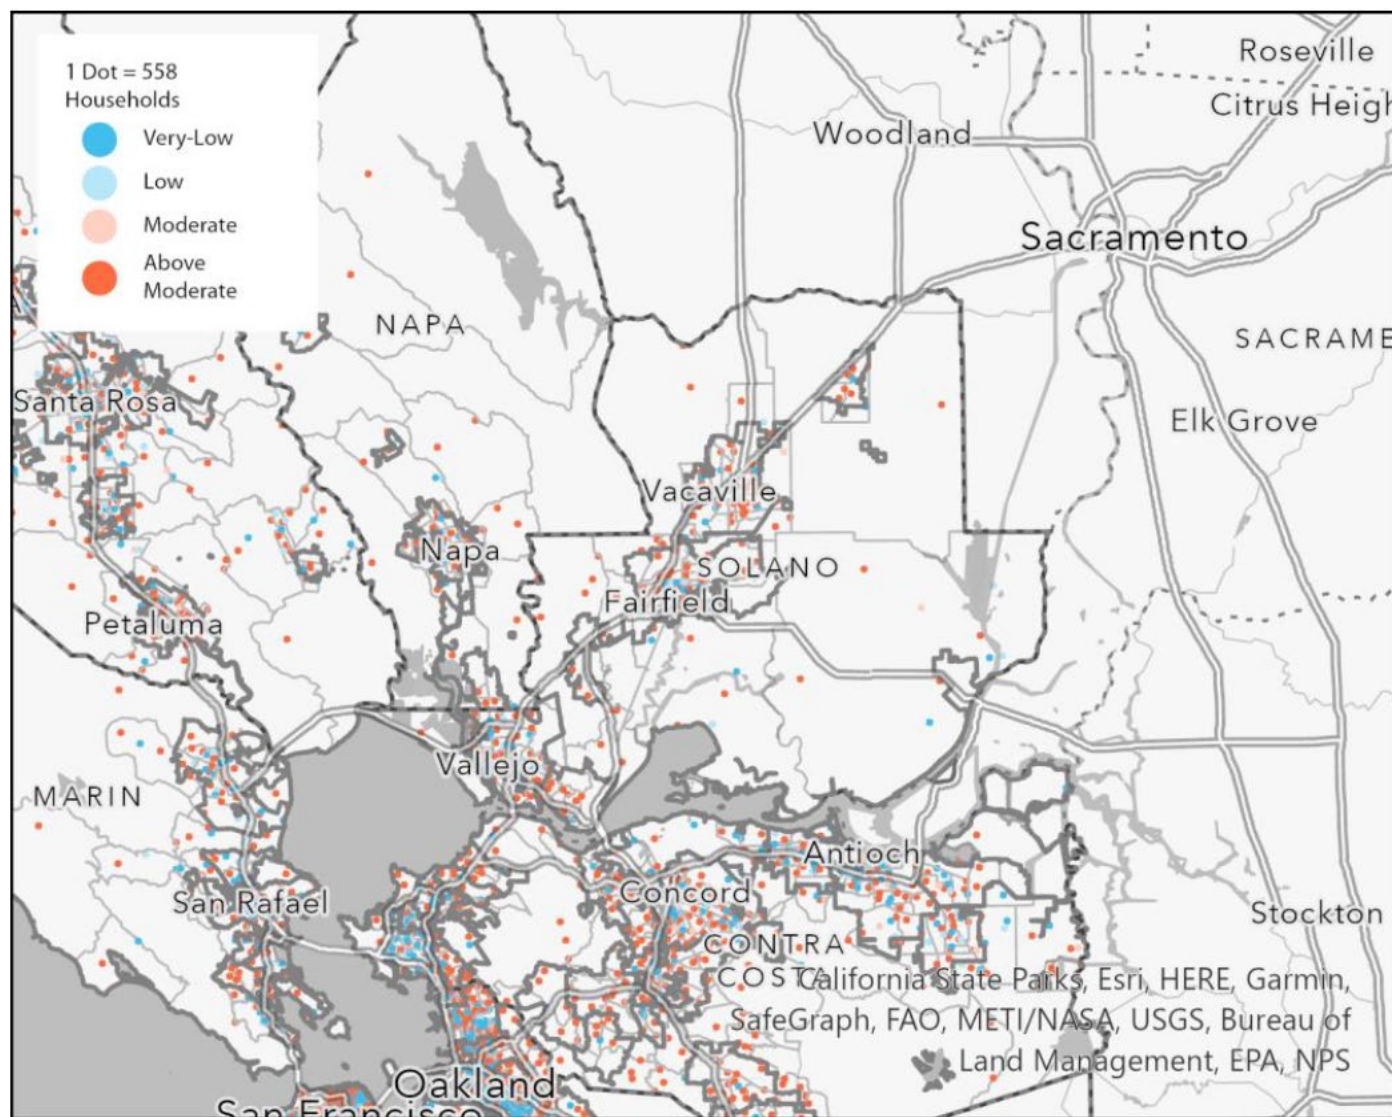 1 Dot = 558
Households
Very-Low
Low
Moderate
Above
Moderate
Roseville
Citrus Heigh
Woodland
Sacramento
NAPA
SACRAME
Santa Rosa
Elk Grove
Vacaville
Napa
SOLANO
Fairfield
Petaluma
Vallejo
MARIN
Antioch
Concord
San Rafael
Stockton
CONTRA
COSTA
California State Parks, Esri, HERE, Garmin,
SafeGraph, FAO, METI/NASA, USGS, Bureau of
Land Management, EPA, NPS
Oakland
San Francisco